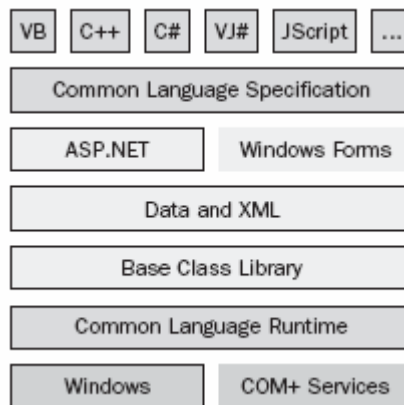 VB C++ C# VJ# JScript ...
Common Language Specification
ASP.NET Windows Forms
Data and XML
Base Class Library
Common Language Runtime
Windows COM+ Services